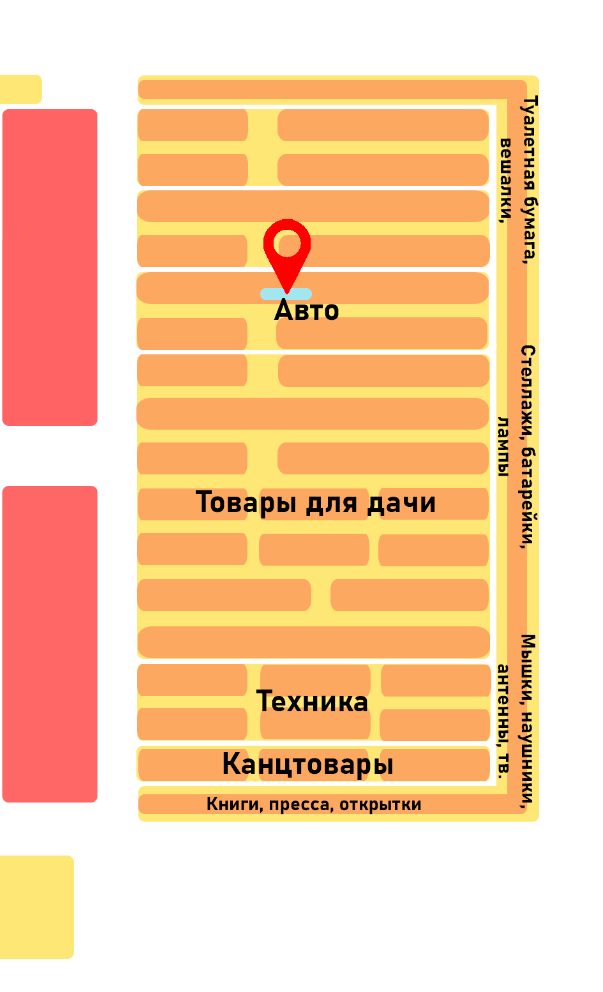 Туалетная бумага,
вешалки,
Авто
Стеллажи, батарейки,
лампы
Товары для дачи
Мышки, наушники,
антенны, тв.
Техника
Канцтовары
Книги, пресса, открытки